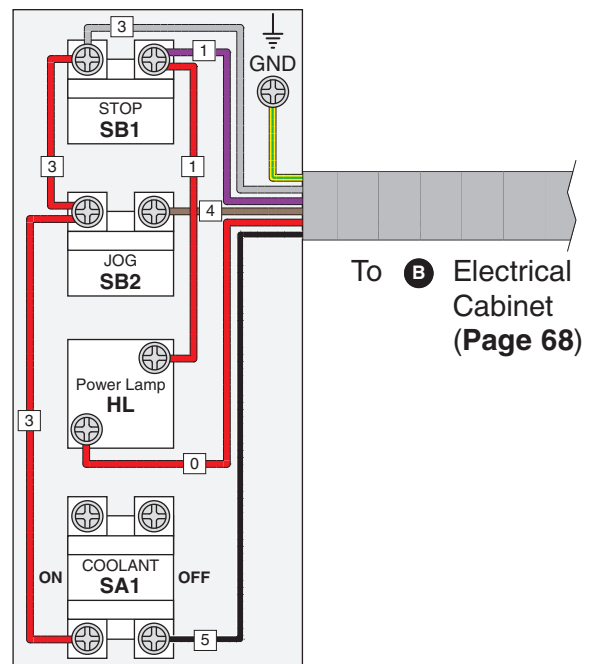 3
1
GND
STOP
SB1
3
1
4
JOG
SB2
To B Electrical
Cabinet
(Page 68)
Power Lamp
HL
3
0
COOLANT
ON SA1 OFF
5